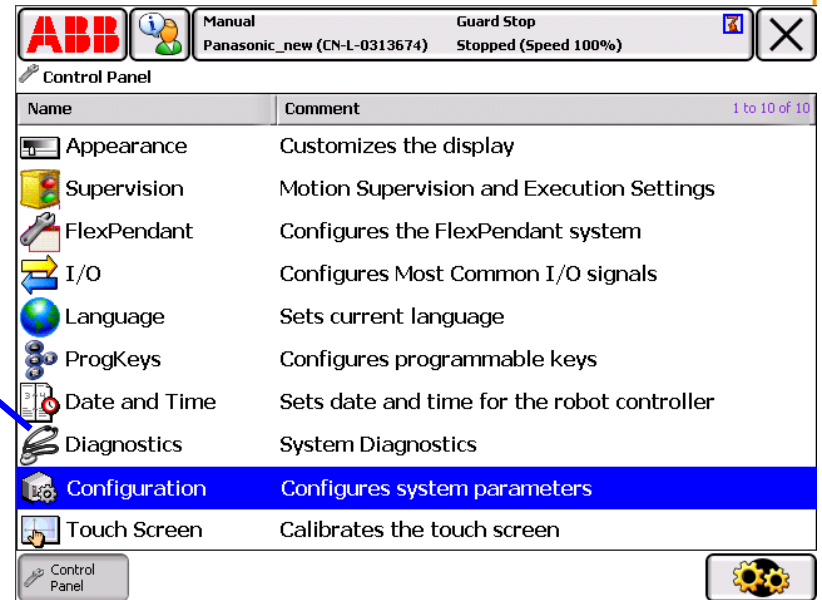 ABB
Manual Guard Stop
Panasonic_new (CN-L-0313674) Stopped (Speed 100%)
Control Panel
Name Comment 1 to 10 of 10
Appearance Customizes the display
Supervision Motion Supervision and Execution Settings
FlexPendant Configures the FlexPendant system
I/O Configures Most Common I/O signals
Language Sets current language
ProgKeys Configures programmable keys
Date and Time Sets date and time for the robot controller
Diagnostics System Diagnostics
Configuration Configures system parameters
Touch Screen Calibrates the touch screen
Control
Panel